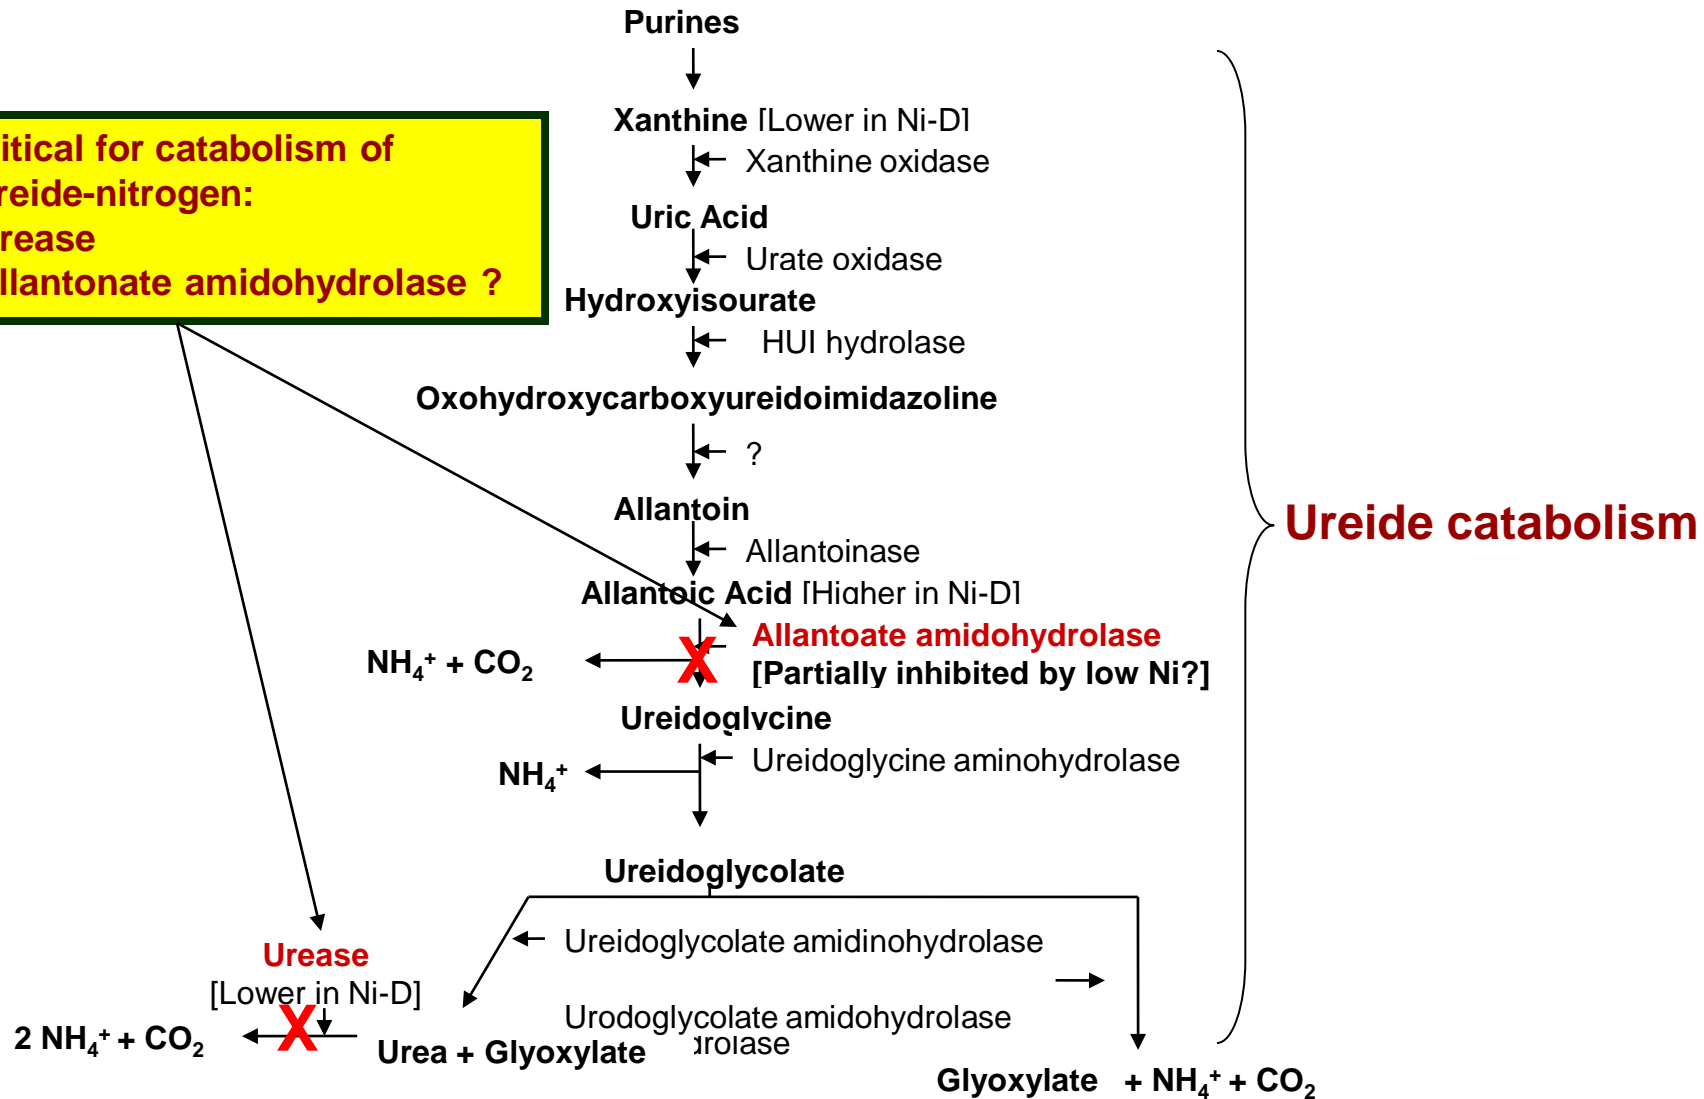 Purines
Xanthine [Lower in Ni-D]
Xanthine oxidase
itical for catabolism of
reide-nitrogen:
rease
llantonate amidohydrolase ?
Uric Acid
Urate oxidase
Hydroxyisourate
HUI hydrolase
Oxohydroxycarboxyureidoimidazoline
?
Allantoin
Ureide catabolism
Allantoinase
Allantoic Acid [Higher in Ni-D]
Allantoate amidohydrolase
[Partially inhibited by low Ni?]
NH₄⁺ + CO₂
X
Ureidoglycine
Ureidoglycine aminohydrolase
NH₄⁺
Ureidoglycolate
Ureidoglycolate amidinohydrolase
Urease
[Lower in Ni-D]
Urodoglycolate amidohydrolase
drolase
X
2 NH₄⁺ + CO₂
Urea + Glyoxylate
Glyoxylate + NH₄⁺ + CO₂